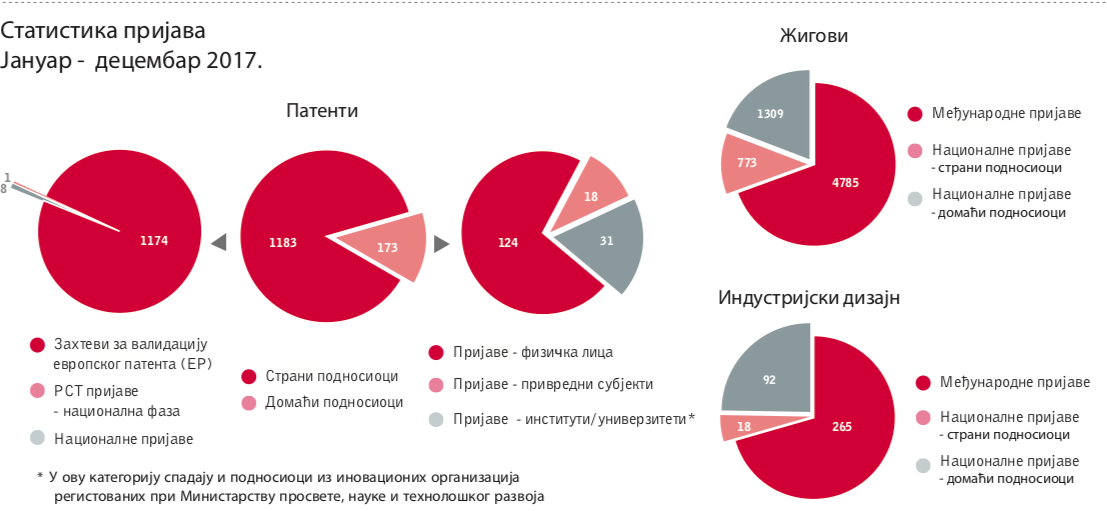 Статистика пријава
Јануар - децембар 2017.
Патенти
1
8
1174
1183
173
124
18
31
Захтеви за валидацију
европског патента (EP)
PCT пријаве
- национална фаза
Националне пријаве
Страни подносиоци
Домаћи подносиоци
Пријаве - физичка лица
Пријаве - привредни субјекти
Пријаве - институти/универзитети*
* У ову категорију спадају и подносиоци из иновационих организација
регистованих при Министарству просвете, науке и технолошког развоја
Жигови
1309
773
4785
Међународне пријаве
Националне пријаве
- страни подносиоци
Националне пријаве
- домаћи подносиоци
Индустријски дизајн
92
18
265
Међународне пријаве
Националне пријаве
- страни подносиоци
Националне пријаве
- домаћи подносиоци